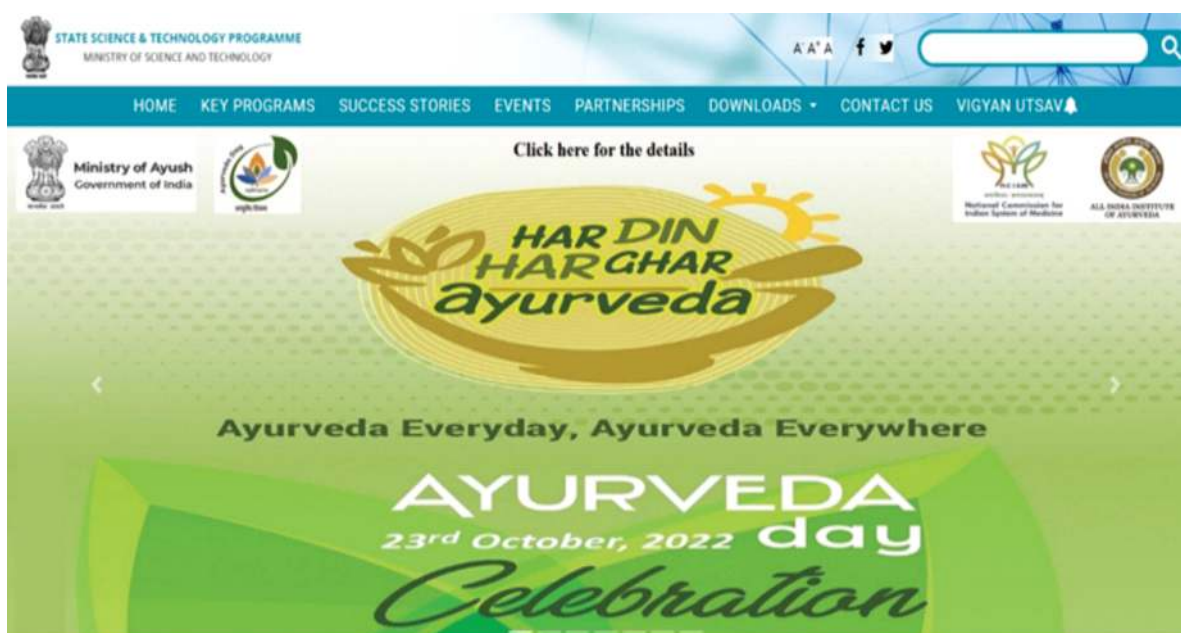 STATE SCIENCE & TECHNOLOGY PROGRAMME
MINISTRY OF SCIENCE AND TECHNOLOGY
A- A+ A
HOME KEY PROGRAMS SUCCESS STORIES EVENTS PARTNERSHIPS DOWNLOADS CONTACT US VIGYAN UTSAV
Ministry of Ayush
Government of India
Click here for the details
National Commission for
Indian System of Medicine
ALL INDIA INSTITUTE
OF AYURVEDA
HAR DIN
HAR GHAR
ayurveda
Ayurveda Everyday, Ayurveda Everywhere
AYURVEDA
23rd October, 2022 day
Celebration